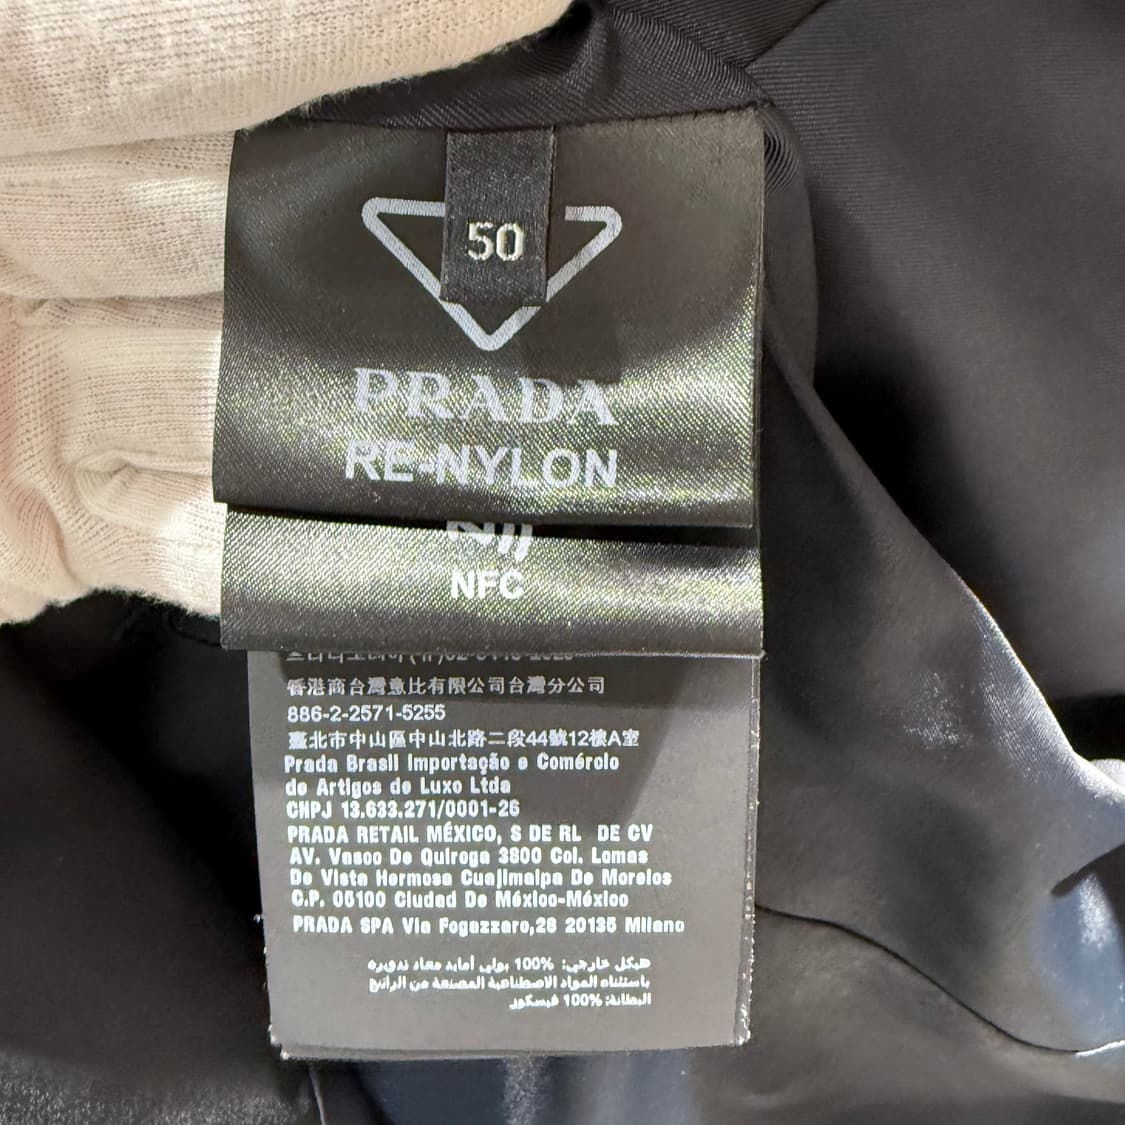 50
PRADA
RE-NYLON
NFC
香港商台灣象比有限公司台灣分公司
886-2-2571-5255
臺北市中山區中山北路二段44號12樓A室
Prada Brasil Importação e Comércio
de Artigos de Luxo Ltda
CNPJ 13.633.271/0001-26
PRADA RETAIL MÉXICO, S DE RL DE CV
AV. Vasco De Quiroga 3800 Col. Lomas
De Vista Hermosa Cuajimalpa De Morelos
C.P. 05100 Ciudad De México-México
PRADA SPA Via Fogazzaro,28 20135 Milano
هيكل خارجي: 100% بولي أمايد معاد تدويره
باستثناء المواد الاصطناعية المصنعة من الراتنج
البطانة: 100% فيسكوز